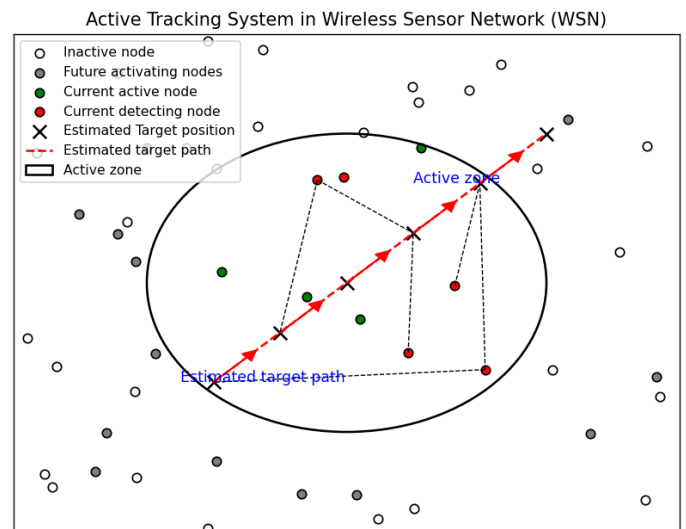 Active Tracking System in Wireless Sensor Network (WSN)
Inactive node
Future activating nodes
Current active node
Current detecting node
Estimated Target position
Estimated target path
Active zone
Active zone
Estimated target path